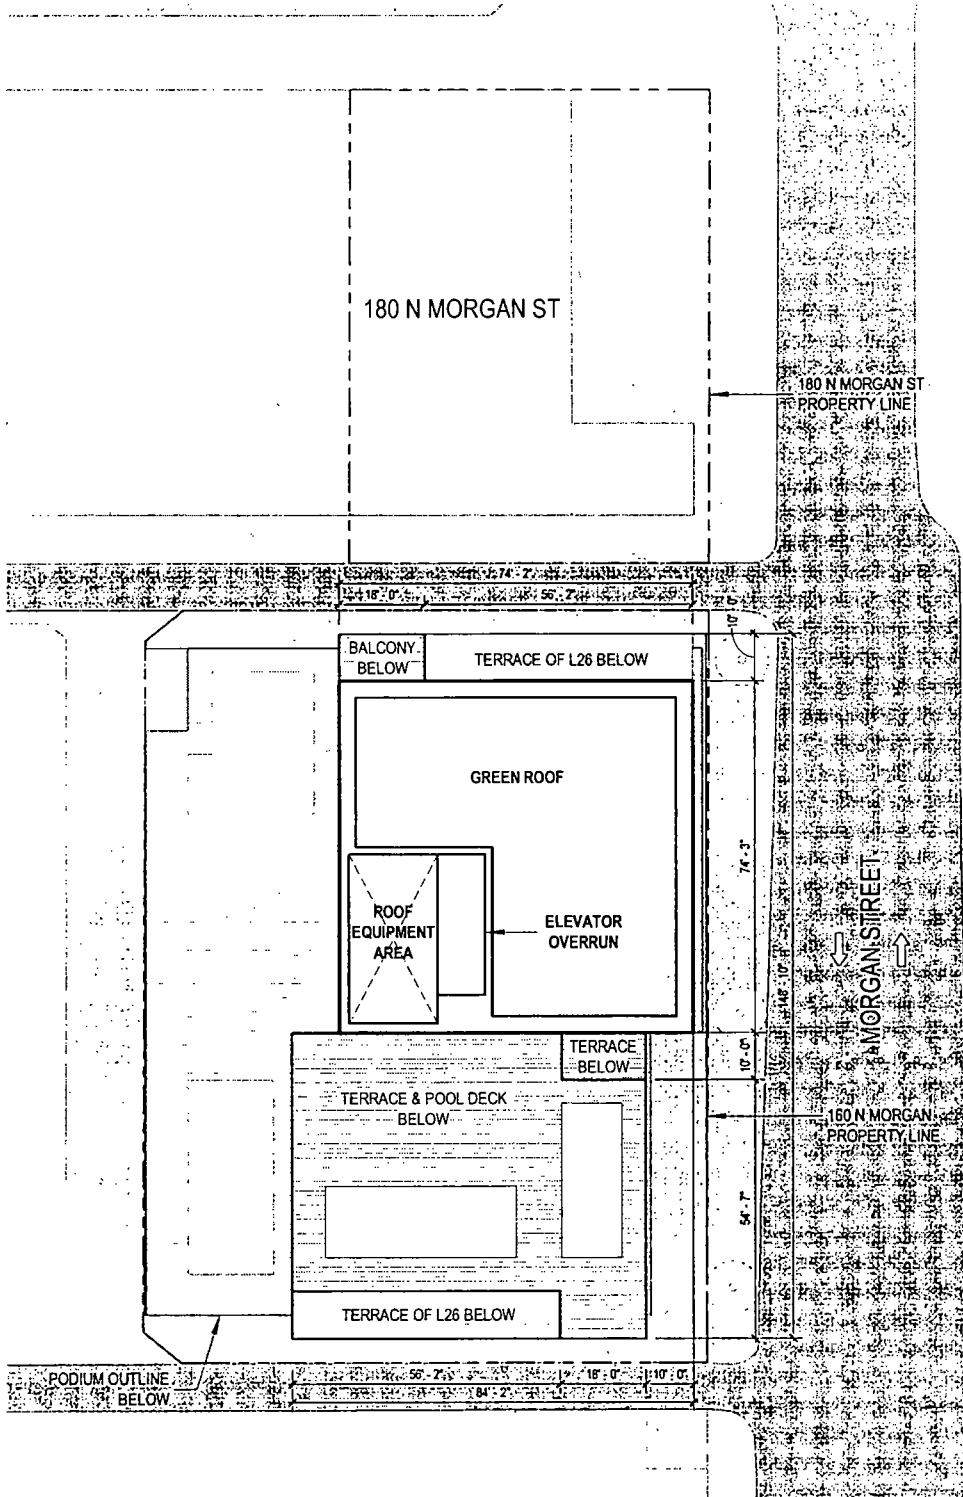 180 N MORGAN ST
180 N MORGAN ST
PROPERTY LINE
74'- 2"
18'- 0"
56'- 2"
10'- 0"
BALCONY
BELOW
TERRACE OF L26 BELOW
GREEN ROOF
74'- 3"
ROOF
EQUIPMENT
AREA
ELEVATOR
OVERRUN
MORGAN STREET
148'- 10"
TERRACE
BELOW
10'- 0"
TERRACE & POOL DECK
BELOW
160 N MORGAN
PROPERTY LINE
54'- 7"
TERRACE OF L26 BELOW
PODIUM OUTLINE
BELOW
56'- 2"
18'- 0"
10'- 0"
84'- 2"